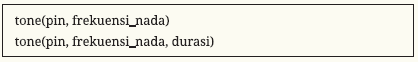 tone(pin, frekuensi_nada)
tone(pin, frekuensi_nada, durasi)